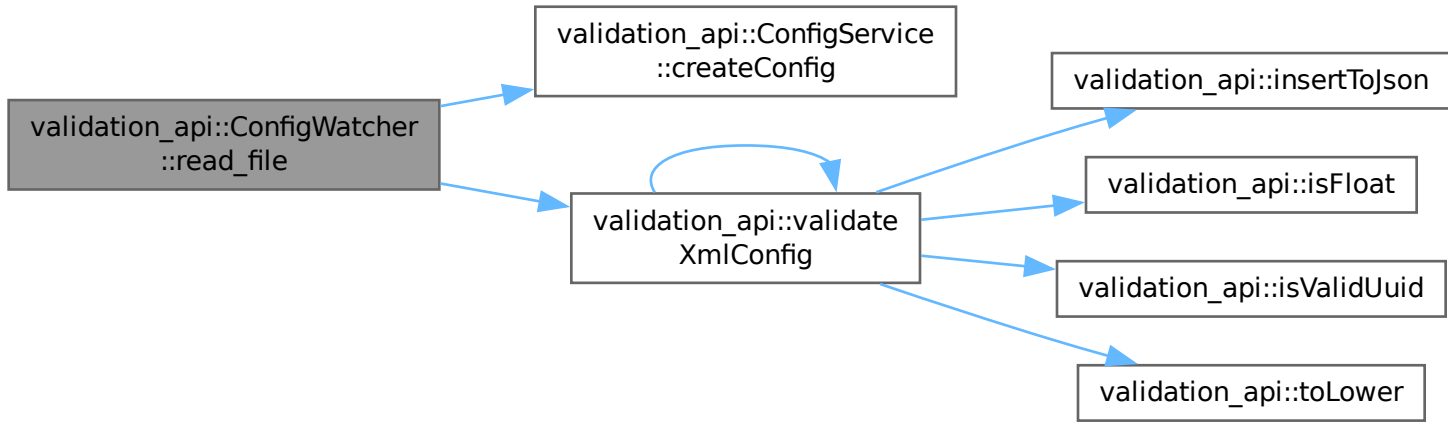 validation_api::ConfigWatcher
::read_file
validation_api::ConfigService
::createConfig
validation_api::validate
XmlConfig
validation_api::insertToJson
validation_api::isFloat
validation_api::isValidUuid
validation_api::toLower